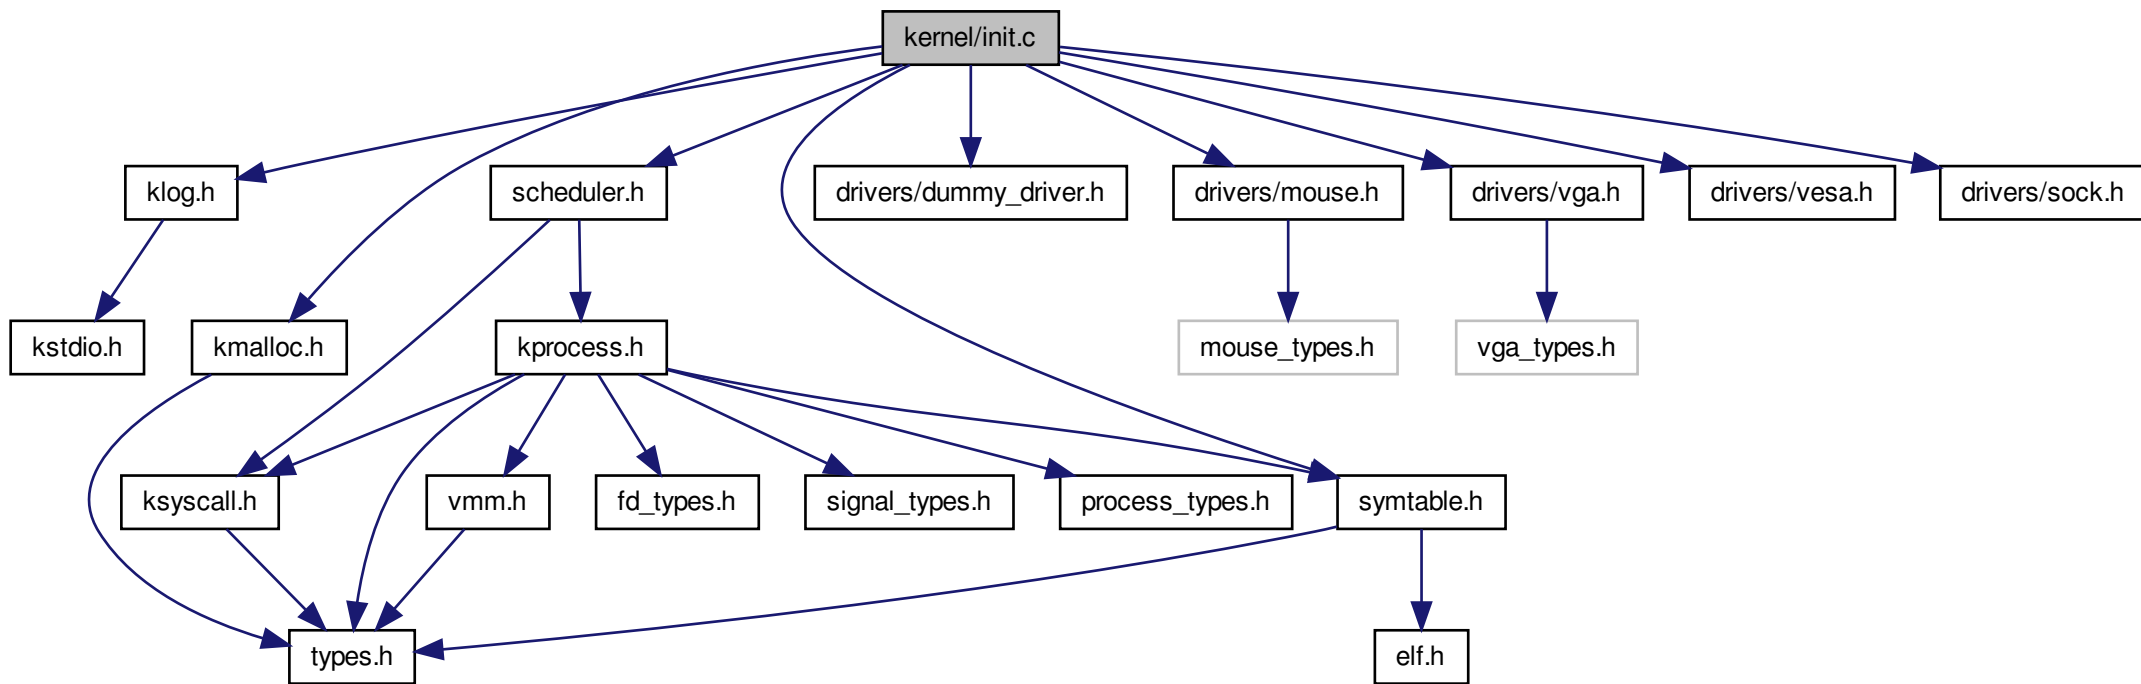 kernel/init.c
klog.h
scheduler.h
drivers/dummy_driver.h
drivers/mouse.h
drivers/vga.h
drivers/vesa.h
drivers/sock.h
kstdio.h
kmalloc.h
kprocess.h
mouse_types.h
vga_types.h
ksyscall.h
vmm.h
fd_types.h
signal_types.h
process_types.h
symtable.h
types.h
elf.h